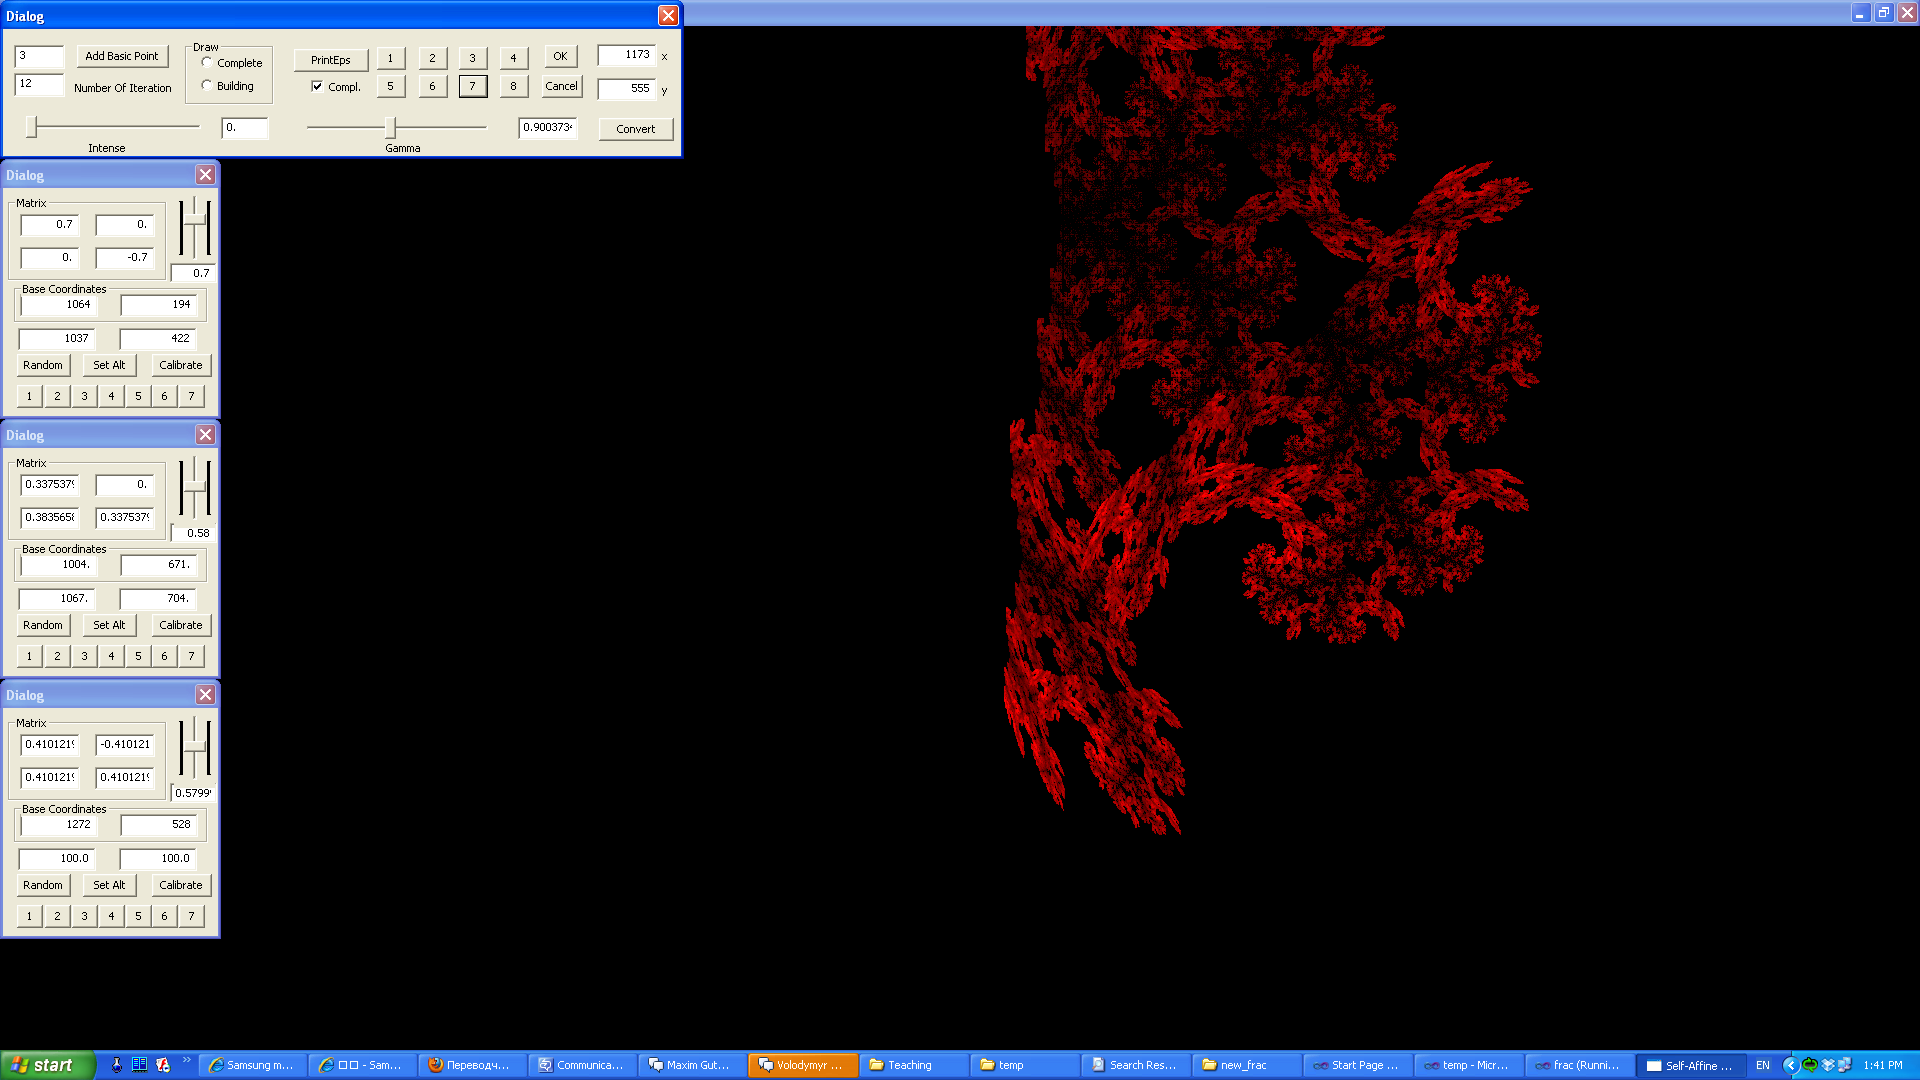 Dialog
3
Add Basic Point
Draw
Complete
Building
12
Number Of Iteration
PrintEps
1 2 3 4 OK 1173 x
Compl. 5 6 7 8 Cancel 555 y
0. 0.900373 Convert
Intense Gamma
Dialog
Matrix
0.7 0.
0. -0.7
0.7
Base Coordinates
1064 194
1037 422
Random Set Alt Calibrate
1 2 3 4 5 6 7
Dialog
Matrix
0.337537 0.
0.383565 0.337537
0.58
Base Coordinates
1004. 671.
1067. 704.
Random Set Alt Calibrate
1 2 3 4 5 6 7
Dialog
Matrix
0.410121 -0.410121
0.410121 0.410121
0.5799
Base Coordinates
1272 528
100.0 100.0
Random Set Alt Calibrate
1 2 3 4 5 6 7
start Samsung m... - Sam... Переводч... Communica... Maxim Gut... Volodymyr ... Teaching temp Search Res... new_frac Start Page ... temp - Micr... frac (Runni... Self-Affine ... EN 1:41 PM